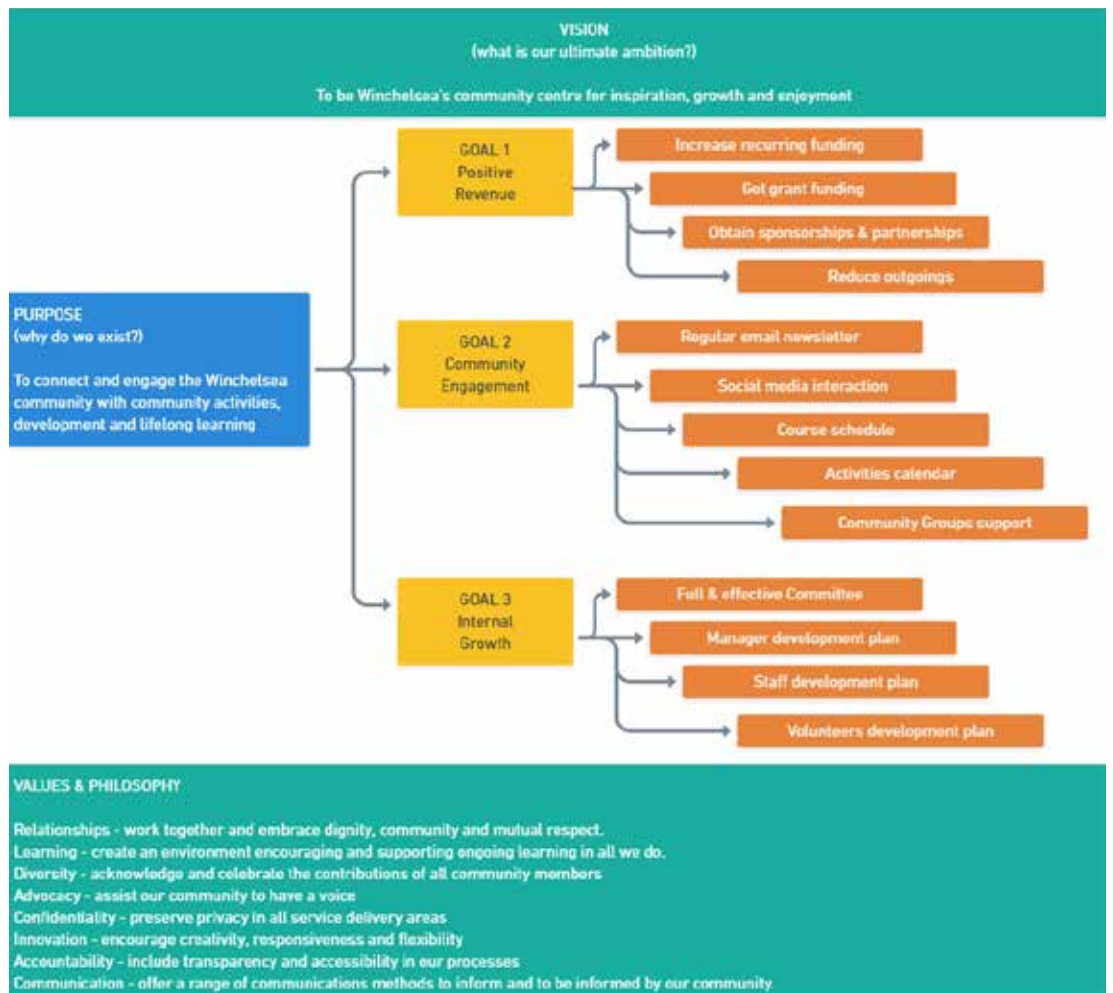 VISION
(what is our ultimate ambition?)
To be Winchelsea's community centre for inspiration, growth and enjoyment
GOAL 1
Positive
Revenue
Increase recurring funding
Get grant funding
Obtain sponsorships & partnerships
Reduce outgoings
PURPOSE
(why do we exist?)
To connect and engage the Winchelsea
community with community activities,
development and lifelong learning
GOAL 2
Community
Engagement
Regular email newsletter
Social media interaction
Course schedule
Activities calendar
Community Groups support
GOAL 3
Internal
Growth
Full & effective Committee
Manager development plan
Staff development plan
Volunteers development plan
VALUES & PHILOSOPHY
Relationships - work together and embrace dignity, community and mutual respect.
Learning - create an environment encouraging and supporting ongoing learning in all we do.
Diversity - acknowledge and celebrate the contributions of all community members
Advocacy - assist our community to have a voice
Confidentiality - preserve privacy in all service delivery areas
Innovation - encourage creativity, responsiveness and flexibility
Accountability - include transparency and accessibility in our processes
Communication - offer a range of communications methods to inform and to be informed by our community.